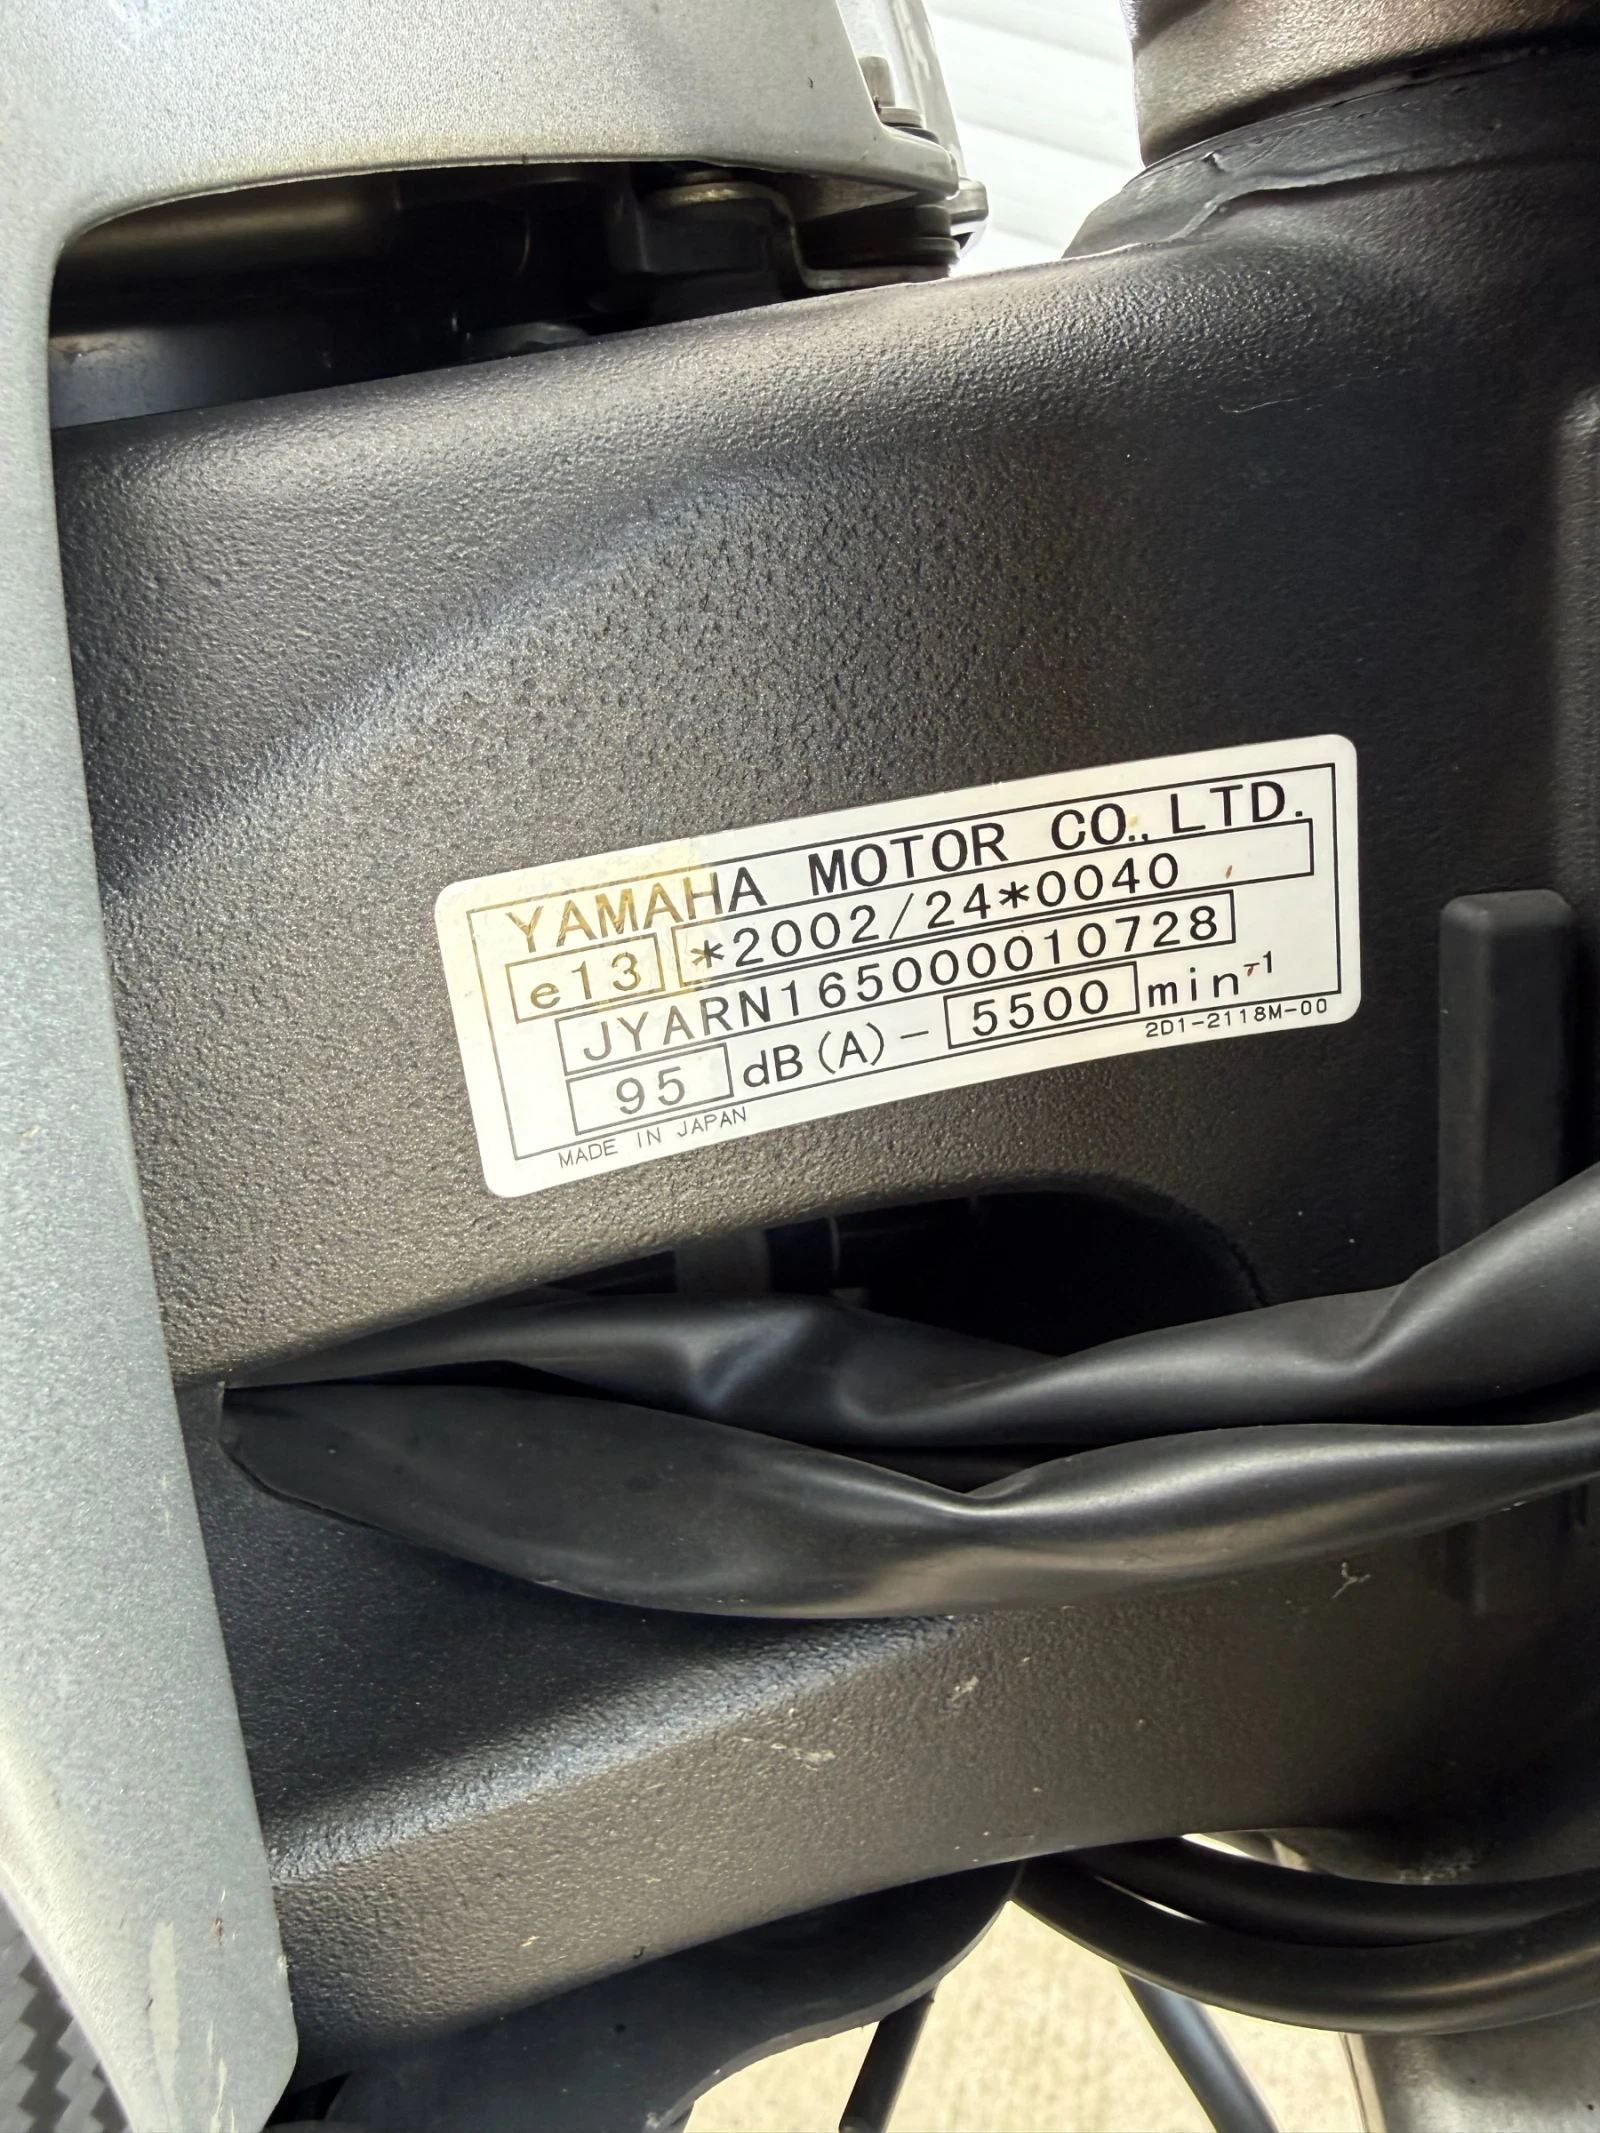 YAMAHA MOTOR CO., LTD.
e13 *2002/24*0040
JYARN165000010728
95 dB(A)- 5500 min⁻¹
2D1-2118M-00
MADE IN JAPAN